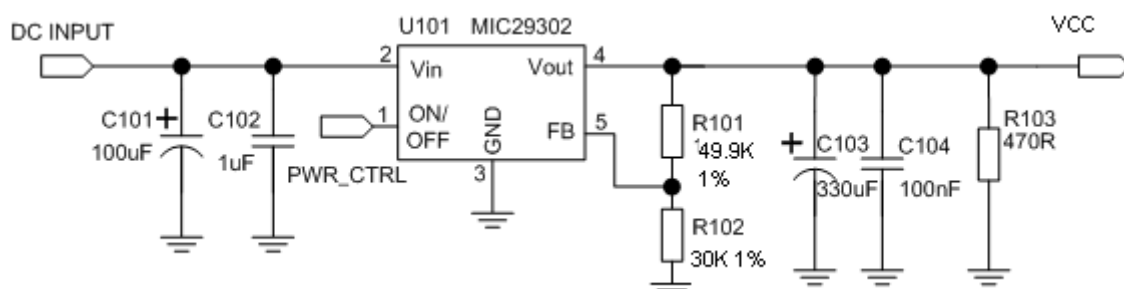 DC INPUT
U101 MIC29302
VCC
2
Vin
Vout
4
C101
100uF
C102
1uF
1
ON/
OFF
PWR_CTRL
GND
3
FB
5
R101
49.9K
1%
R102
30K 1%
C103
330uF
C104
100nF
R103
470R